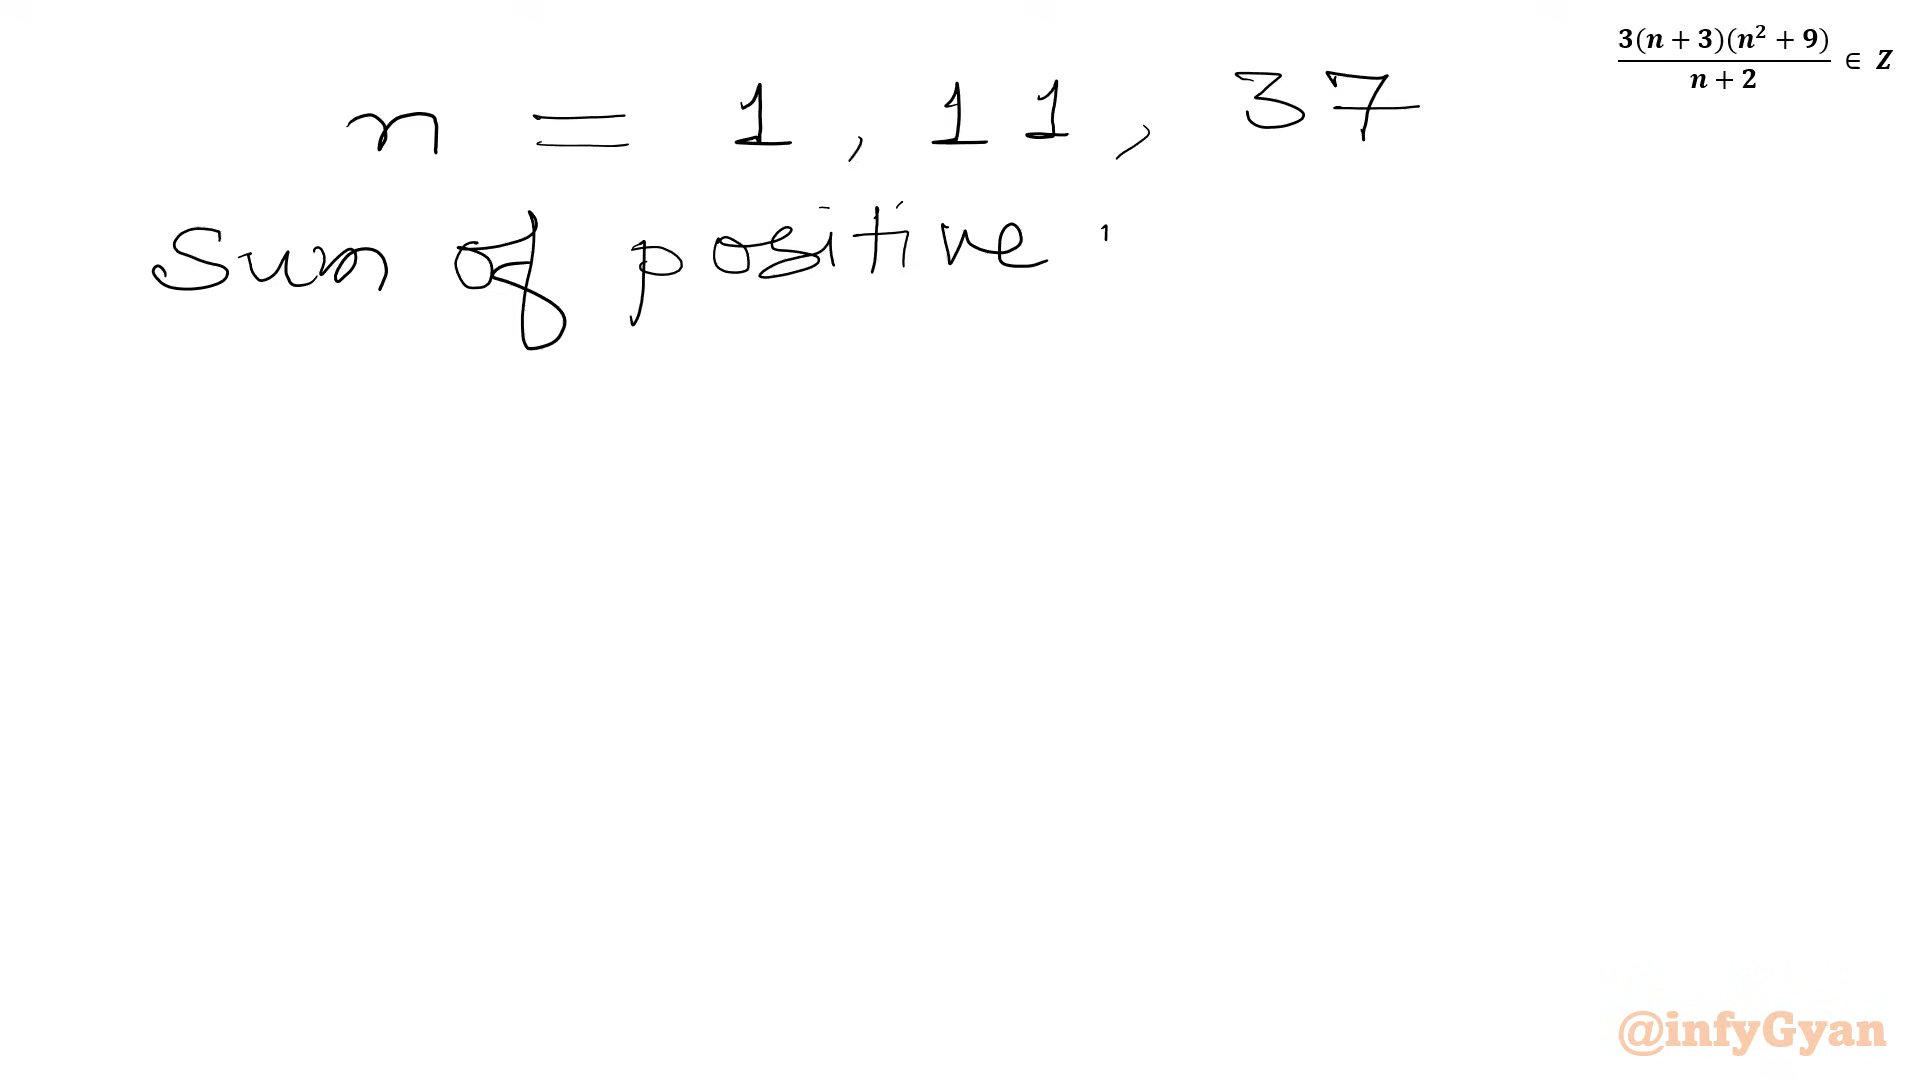 3(n + 3)(n² + 9)
n + 2
∈ Z
n = 1, 11, 37
Sum of positive
@infyGyan